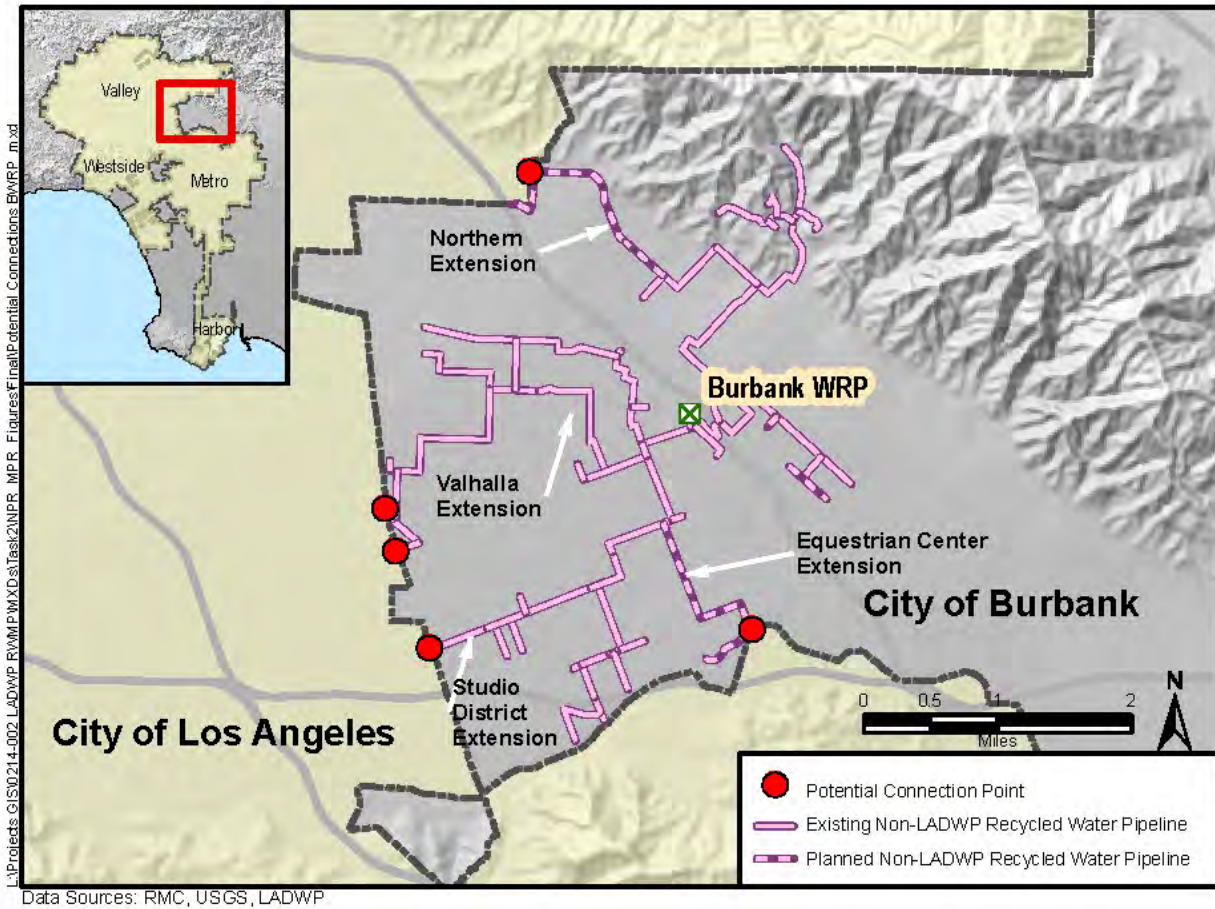 L:\Projects GIS\0214-002 LADWP RWMP\MXDs\Task2\NPR_MPR_Figures\Final\Potential Connections BWRP_.mxd
Valley
Westside
Metro
Harbor
Northern
Extension
Burbank WRP
Valhalla
Extension
Equestrian Center
Extension
City of Burbank
Studio
District
Extension
City of Los Angeles
0 0.5 1 2
Miles
N
Potential Connection Point
Existing Non-LADWP Recycled Water Pipeline
Planned Non-LADWP Recycled Water Pipeline
Data Sources: RMC, USGS, LADWP